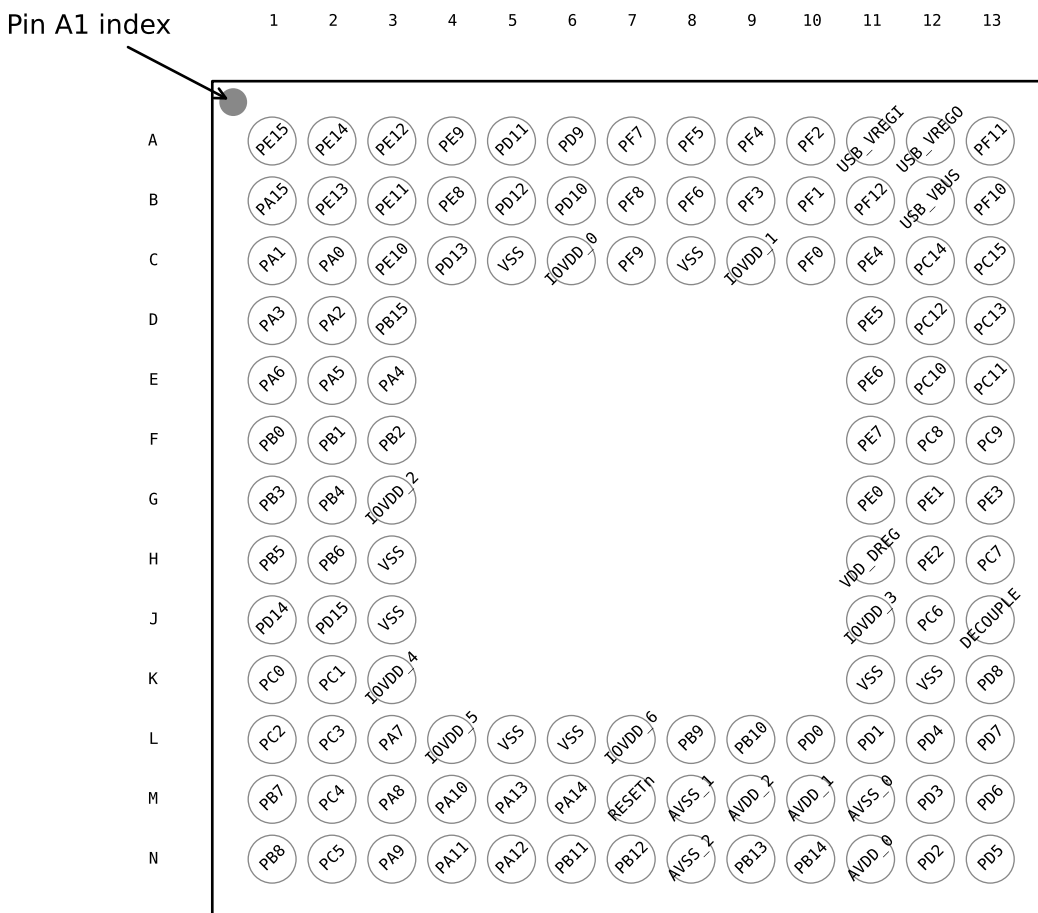 Pin A1 index
1 2 3 4 5 6 7 8 9 10 11 12 13
A PE15 PE14 PE12 PE9 PD11 PD9 PF7 PF5 PF4 PF2 USB_VREGI USB_VREGO PF11
B PA15 PE13 PE11 PE8 PD12 PD10 PF8 PF6 PF3 PF1 PF12 USB_VBUS PF10
C PA1 PA0 PE10 PD13 VSS IOVDD_0 PF9 VSS IOVDD_1 PF0 PE4 PC14 PC15
D PA3 PA2 PB15 PE5 PC12 PC13
E PA6 PA5 PA4 PE6 PC10 PC11
F PB0 PB1 PB2 PE7 PC8 PC9
G PB3 PB4 IOVDD_2 PE0 PE1 PE3
H PB5 PB6 VSS VDD_DREG PE2 PC7
J PD14 PD15 VSS IOVDD_3 PC6 DECOUPLE
K PC0 PC1 IOVDD_4 VSS VSS PD8
L PC2 PC3 PA7 IOVDD_5 VSS VSS IOVDD_6 PB9 PB10 PD0 PD1 PD4 PD7
M PB7 PC4 PA8 PA10 PA13 PA14 RESETn AVSS_1 AVDD_2 AVDD_1 AVSS_0 PD3 PD6
N PB8 PC5 PA9 PA11 PA12 PB11 PB12 AVSS_2 PB13 PB14 AVDD_0 PD2 PD5